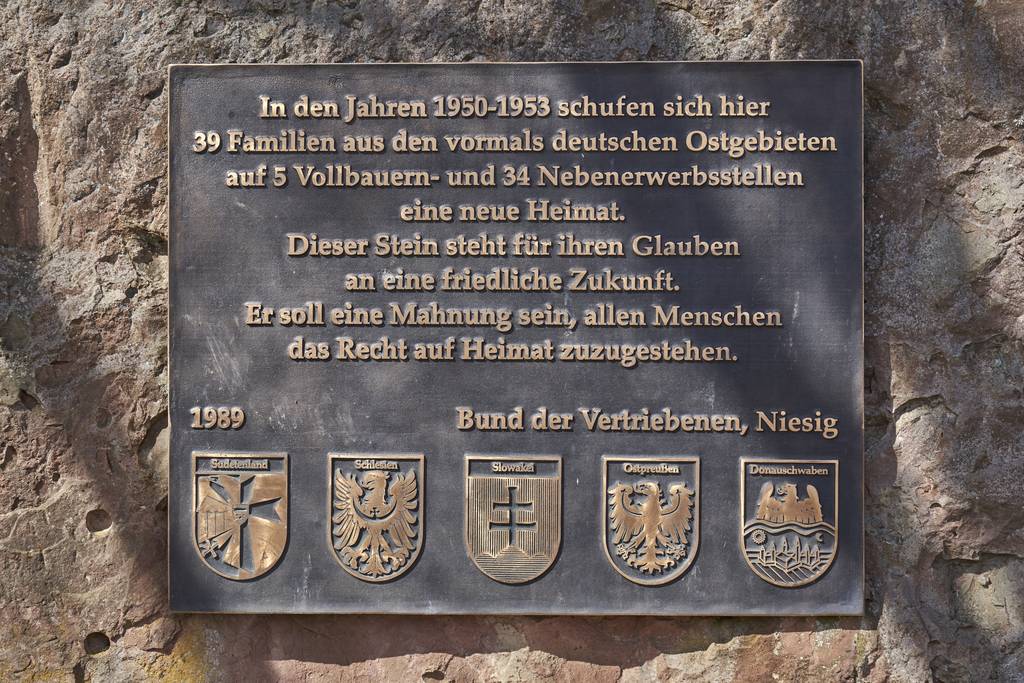 In den Jahren 1950-1953 schufen sich hier
39 Familien aus den vormals deutschen Ostgebieten
auf 5 Vollbauern- und 34 Nebenerwerbsstellen
eine neue Heimat.
Dieser Stein steht für ihren Glauben
an eine friedliche Zukunft.
Er soll eine Mahnung sein, allen Menschen
das Recht auf Heimat zuzugestehen.
1989 Bund der Vertriebenen, Niesig
Sudetenland Schlesien Slowakei Ostpreußen Donauschwaben